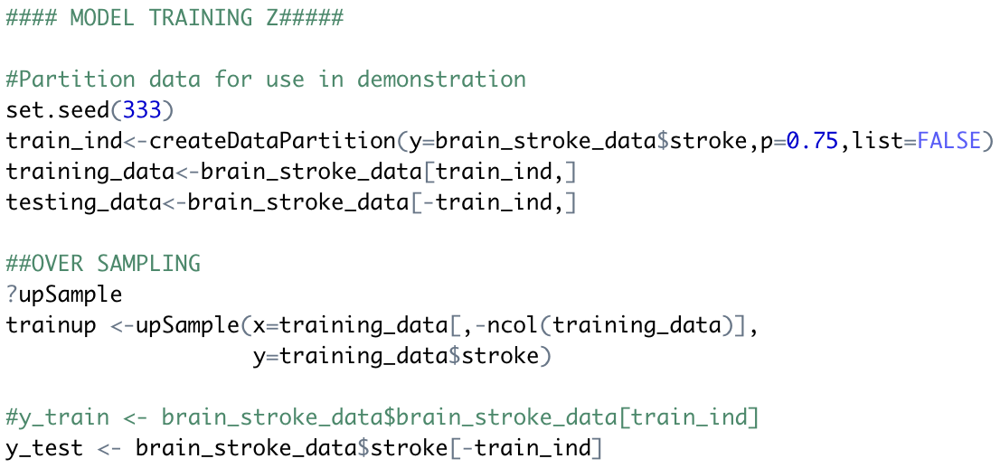 #### MODEL TRAINING Z#####
#Partition data for use in demonstration
set.seed(333)
train_ind<-createDataPartition(y=brain_stroke_data$stroke,p=0.75,list=FALSE)
training_data<-brain_stroke_data[train_ind,]
testing_data<-brain_stroke_data[-train_ind,]
##OVER SAMPLING
?upSample
trainup <-upSample(x=training_data[,-ncol(training_data)],
                   y=training_data$stroke)
#y_train <- brain_stroke_data$brain_stroke_data[train_ind]
y_test <- brain_stroke_data$stroke[-train_ind]